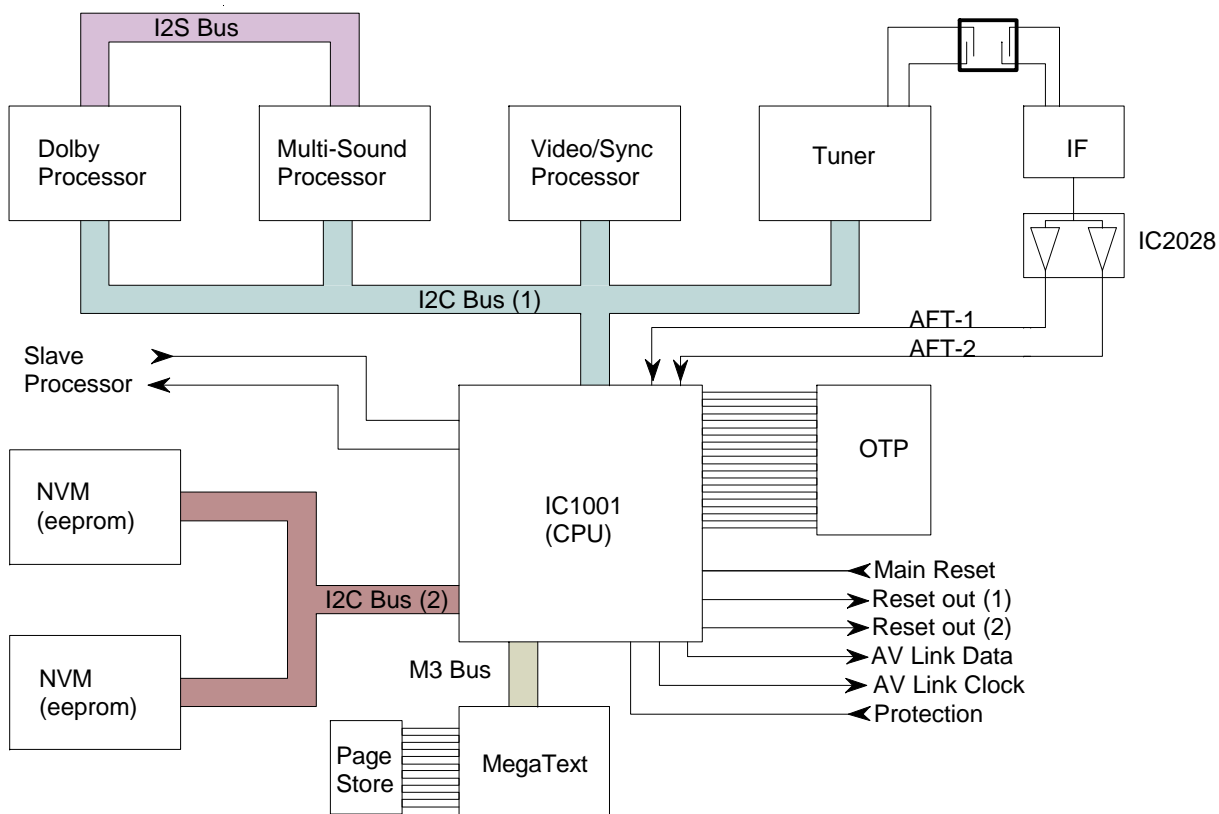 I2S Bus
Dolby
Processor
Multi-Sound
Processor
Video/Sync
Processor
Tuner
IF
IC2028
I2C Bus (1)
AFT-1
AFT-2
Slave
Processor
OTP
NVM
(eeprom)
IC1001
(CPU)
Main Reset
I2C Bus (2)
Reset out (1)
Reset out (2)
AV Link Data
AV Link Clock
Protection
M3 Bus
NVM
(eeprom)
Page
Store
MegaText